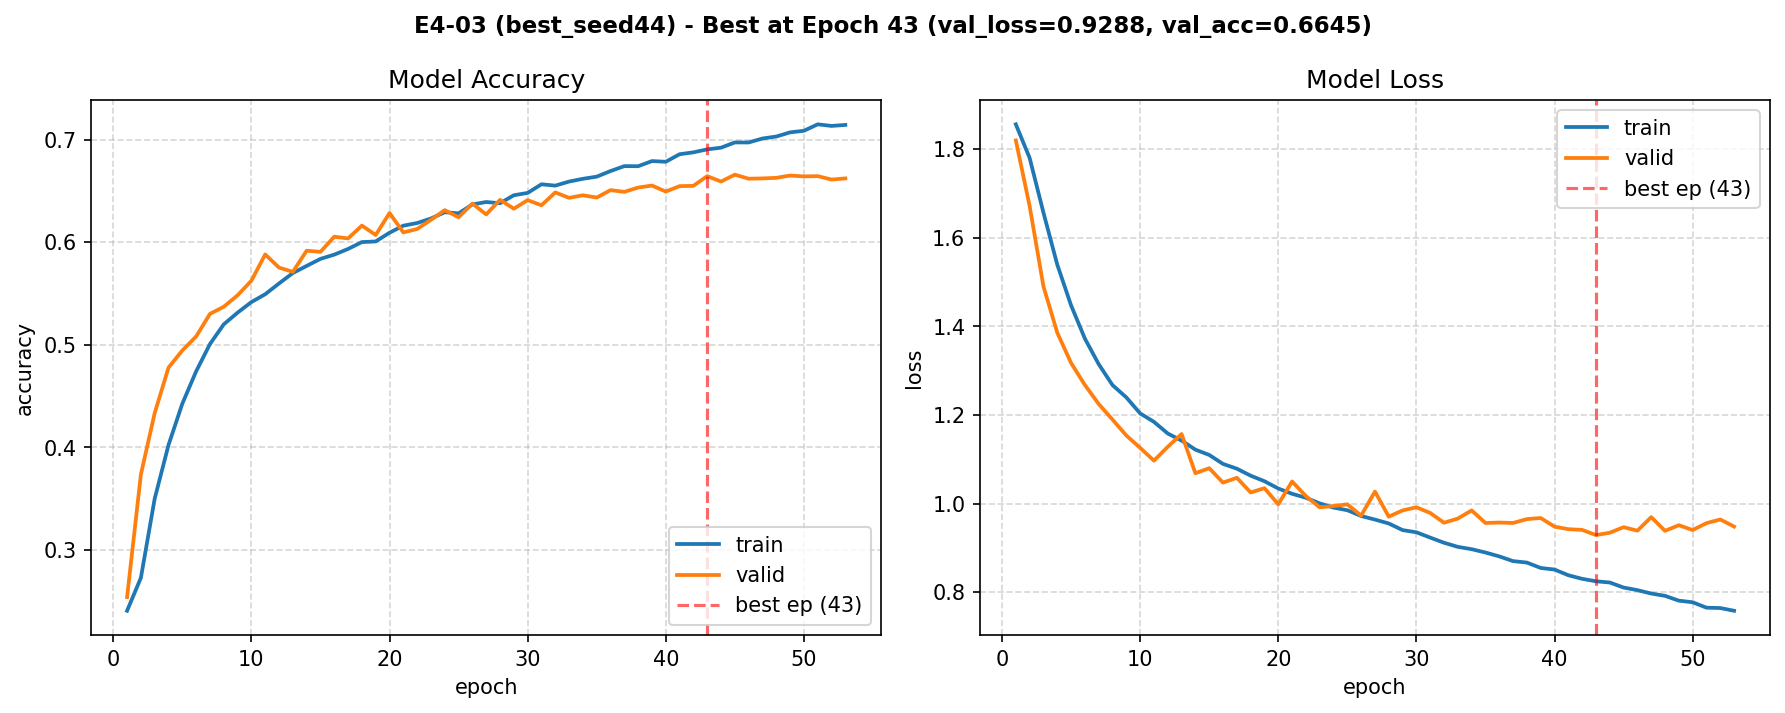 E4-03 (best_seed44) - Best at Epoch 43 (val_loss=0.9288, val_acc=0.6645)
Model Accuracy
accuracy
0.7
0.6
0.5
0.4
0.3
train
valid
best ep (43)
0 10 20 30 40 50
epoch
Model Loss
loss
1.8
1.6
1.4
1.2
1.0
0.8
train
valid
best ep (43)
0 10 20 30 40 50
epoch